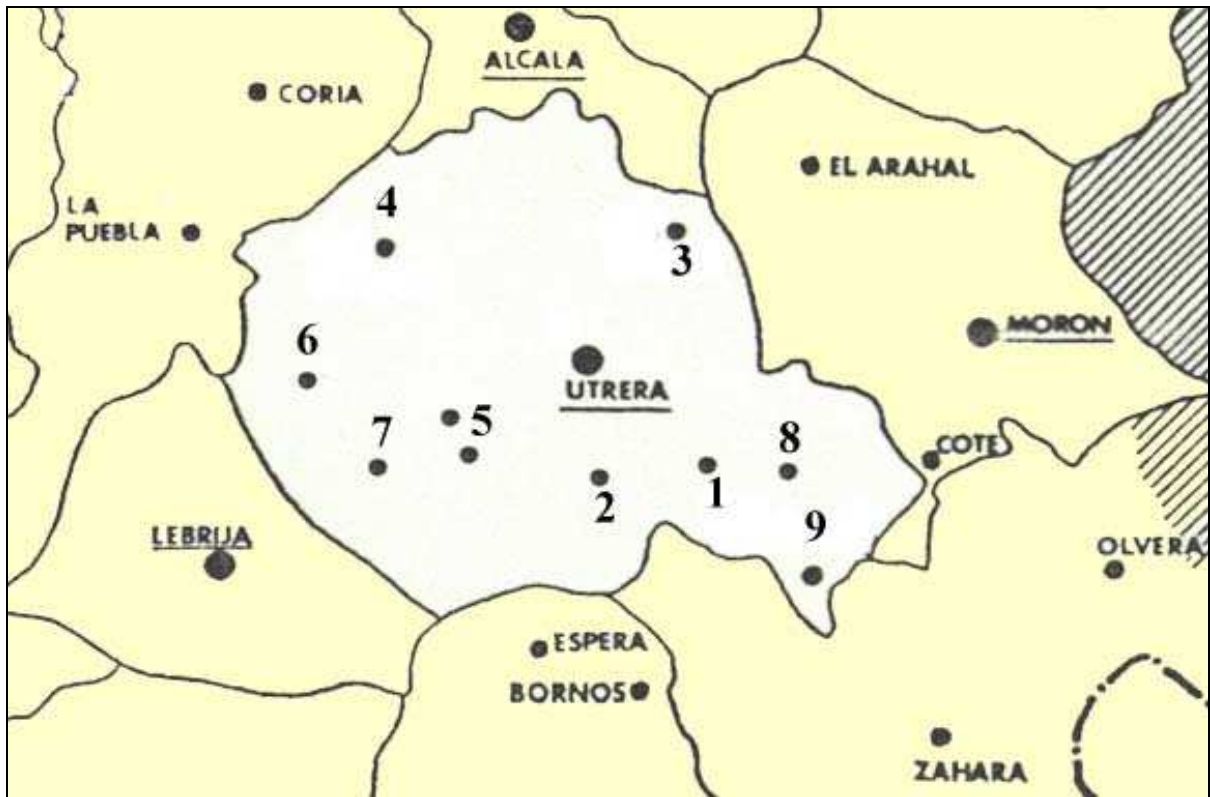 ALCALA
CORIA
EL ARAHAL
LA
PUEBLA
4
3
MORON
6
UTRERA
7
5
8
COTE
2
1
9
LEBRIJA
OLVERA
ESPERA
BORNOS
ZAHARA